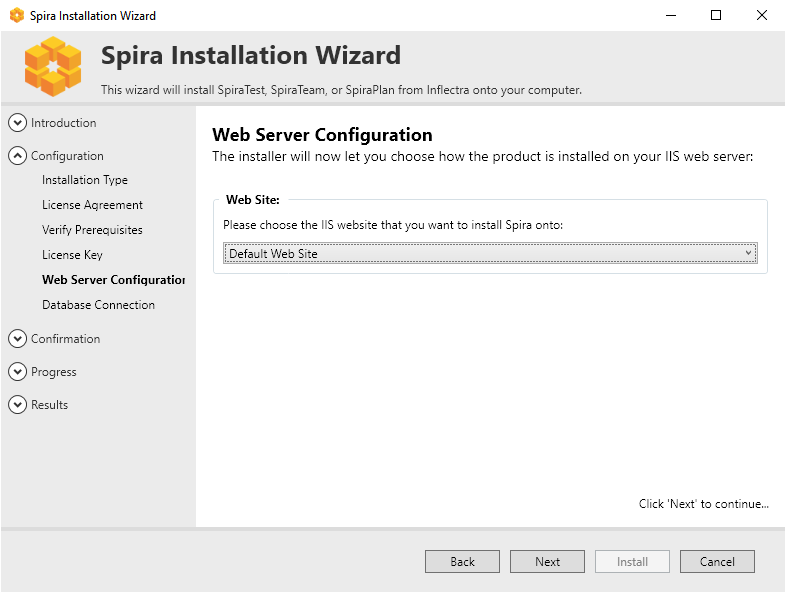 Spira Installation Wizard
Spira Installation Wizard
This wizard will install SpiraTest, SpiraTeam, or SpiraPlan from Inflectra onto your computer.
Introduction
Configuration
Installation Type
License Agreement
Verify Prerequisites
License Key
Web Server Configuration
Database Connection
Confirmation
Progress
Results
Web Server Configuration
The installer will now let you choose how the product is installed on your IIS web server:
Web Site:
Please choose the IIS website that you want to install Spira onto:
Default Web Site
Click 'Next' to continue...
Back
Next
Install
Cancel